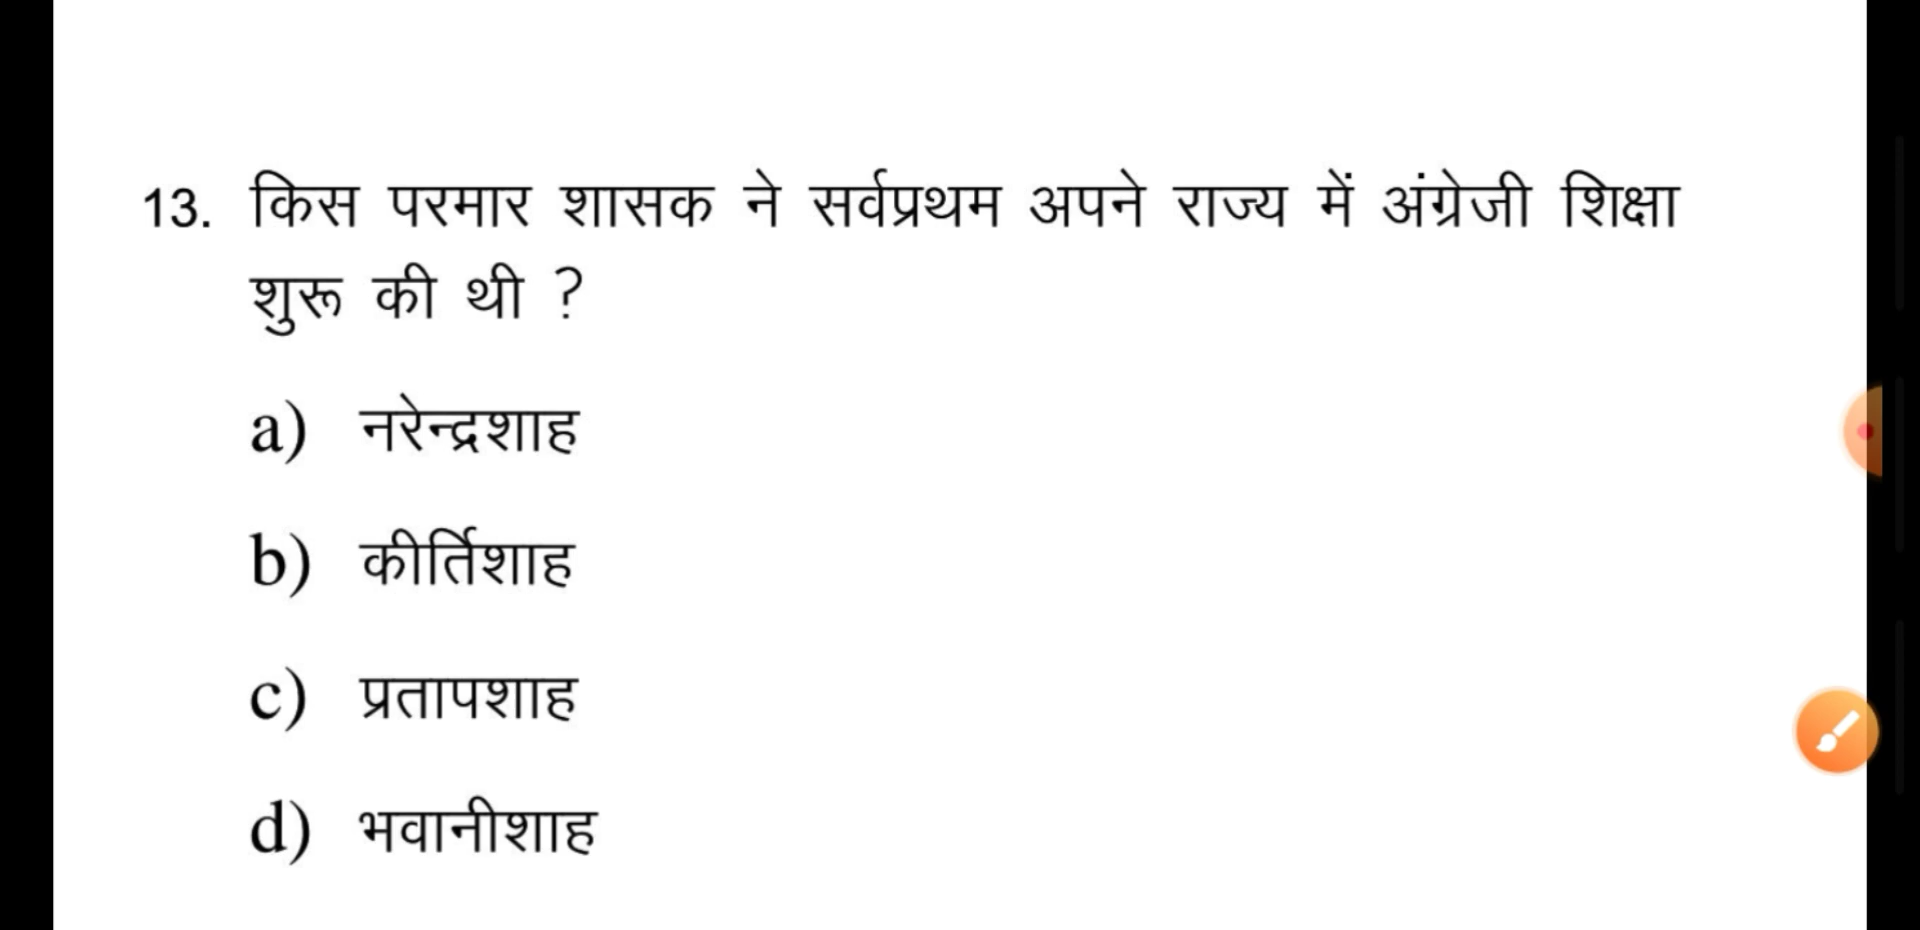 13. किस परमार शासक ने सर्वप्रथम अपने राज्य में अंग्रेजी शिक्षा
शुरू की थी ?
a) नरेन्द्रशाह
b) कीर्तिशाह
c) प्रतापशाह
d) भवानीशाह